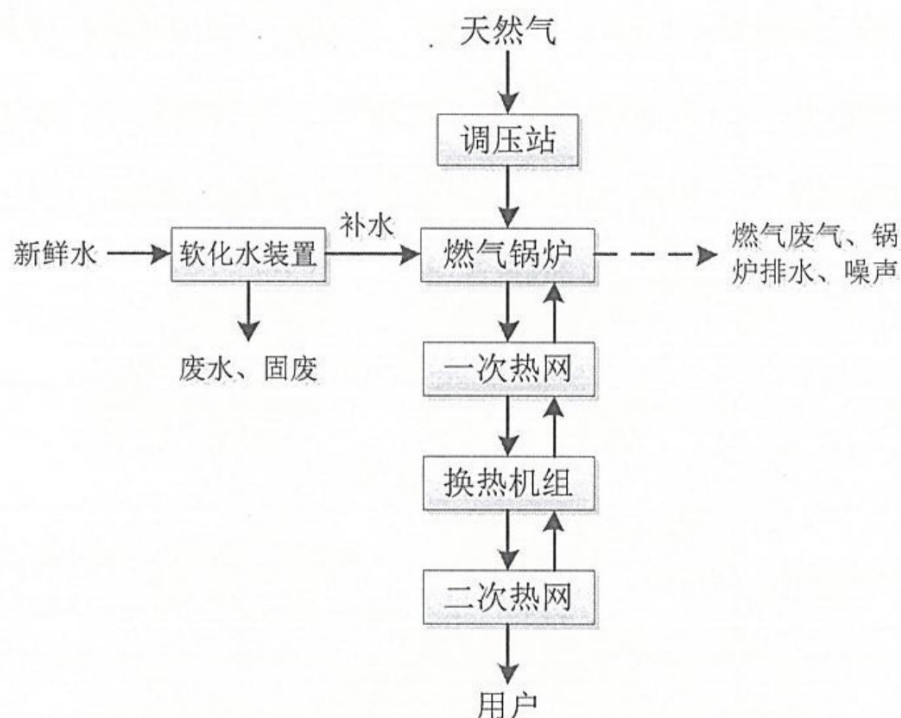 天然气
调压站
补水
新鲜水
软化水装置
燃气锅炉
燃气废气、锅
炉排水、噪声
废水、固废
一次热网
换热机组
二次热网
用户